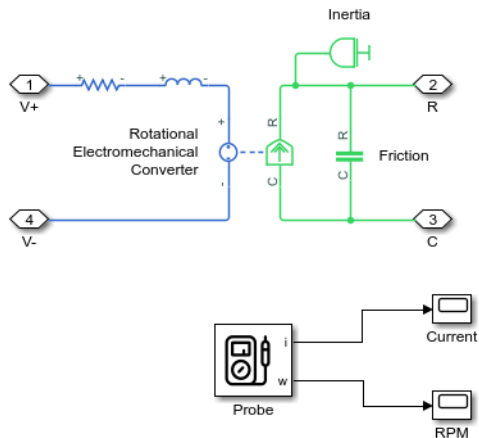 Inertia
1
V+
+
-
+
-
2
R
R
+
Rotational
Electromechanical
Converter
R
Friction
-
C
C
4
V-
3
C
i
w
Probe
Current
RPM